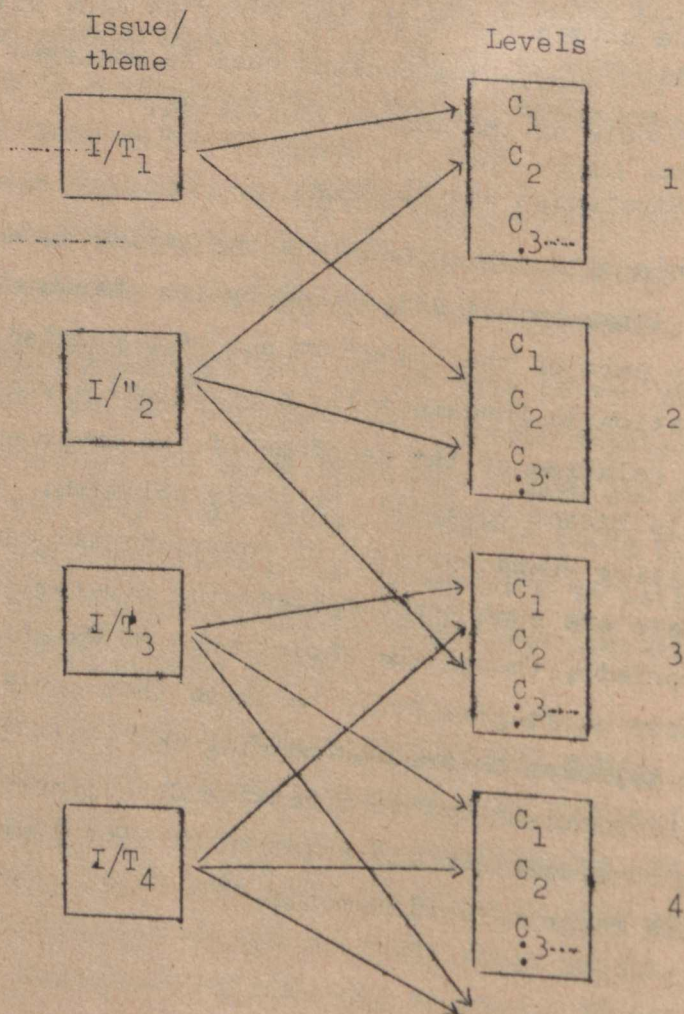 Issue/
theme
Levels
I/T1
C1
C2
C3....
1
I/"2
C1
C2
C3.
2
I/T3
C1
C2
C3....
3
I/T4
C1
C2
C3...
4